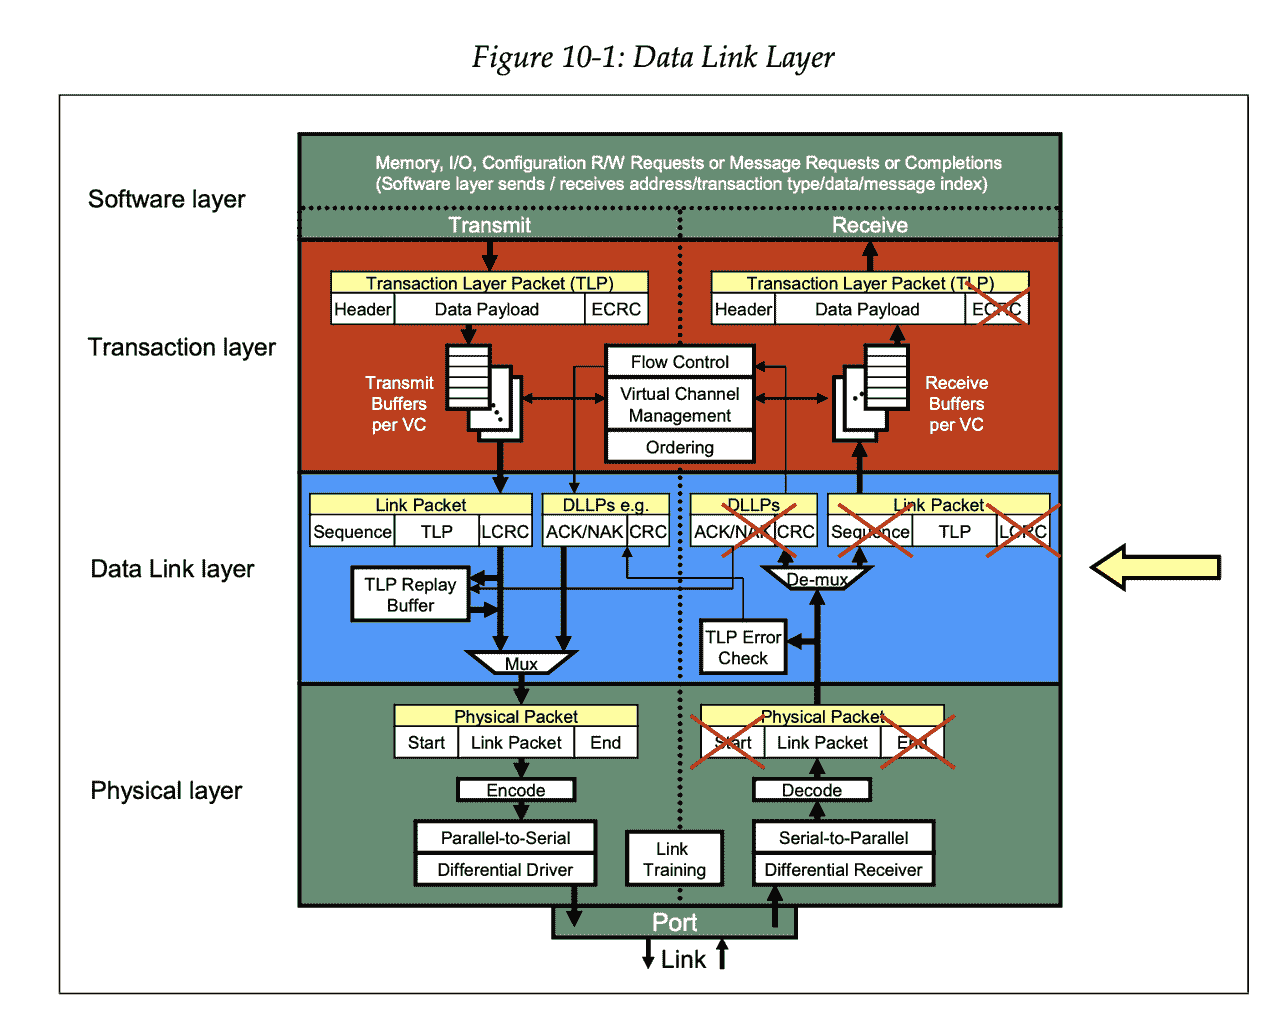 Figure 10-1: Data Link Layer
Memory, I/O, Configuration R/W Requests or Message Requests or Completions
(Software layer sends / receives address/transaction type/data/message index)
Software layer
Transmit
Receive
Transaction Layer Packet (TLP)
Header
Data Payload
ECRC
Transaction Layer Packet (TLP)
Header
Data Payload
ECRC
Transaction layer
Transmit
Buffers
per VC
Flow Control
Virtual Channel
Management
Ordering
Receive
Buffers
per VC
Link Packet
Sequence
TLP
LCRC
DLLPs e.g.
ACK/NAK
CRC
DLLPs
ACK/NAK
CRC
Link Packet
Sequence
TLP
LCRC
Data Link layer
TLP Replay
Buffer
De-mux
TLP Error
Check
Mux
Physical Packet
Start
Link Packet
End
Physical Packet
Start
Link Packet
End
Physical layer
Encode
Decode
Parallel-to-Serial
Differential Driver
Link
Training
Serial-to-Parallel
Differential Receiver
Port
Link